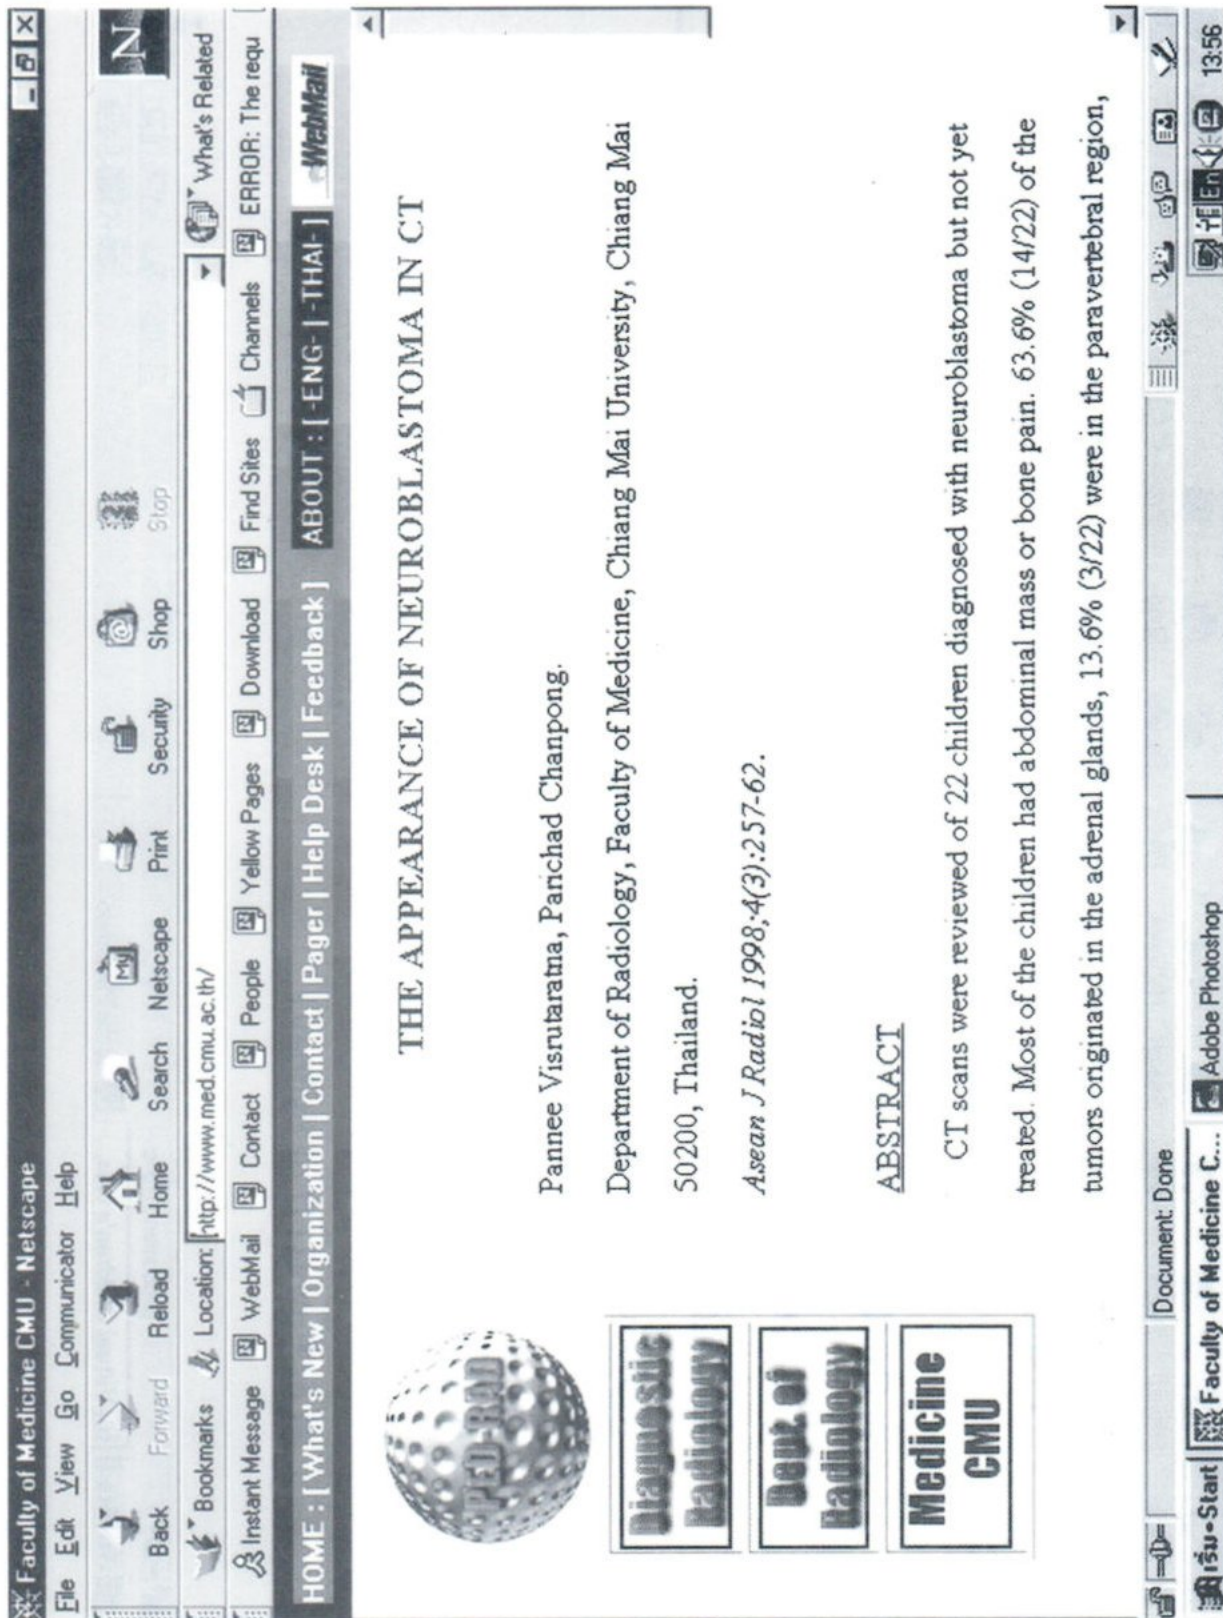 Faculty of Medicine CMU - Netscape
File Edit View Go Communicator Help
Back Forward Reload Home Search Netscape Print Security Shop Stop
My
N
Bookmarks Location: http://www.med.cmu.ac.th/ What's Related
Instant Message WebMail Contact People Yellow Pages Download Find Sites Channels ERROR: The requ
HOME : [ What's New | Organization | Contact | Pager | Help Desk | Feedback ] ABOUT : [ -ENG- | -THAI- ] WebMail
THE APPEARANCE OF NEUROBLASTOMA IN CT
Diagnostic
Radiology
Dept. of
Radiology
Medicine
CMU
Pannee Visrutaratna, Parichad Chanpong.
Department of Radiology, Faculty of Medicine, Chiang Mai University, Chiang Mai
50200, Thailand.
Asean J Radiol 1998;4(3):257-62.
ABSTRACT
CT scans were reviewed of 22 children diagnosed with neuroblastoma but not yet
treated. Most of the children had abdominal mass or bone pain. 63.6% (14/22) of the
tumors originated in the adrenal glands, 13.6% (3/22) were in the paravertebral region,
Document: Done
เริ่ม-Start Faculty of Medicine C... Adobe Photoshop En 13:56